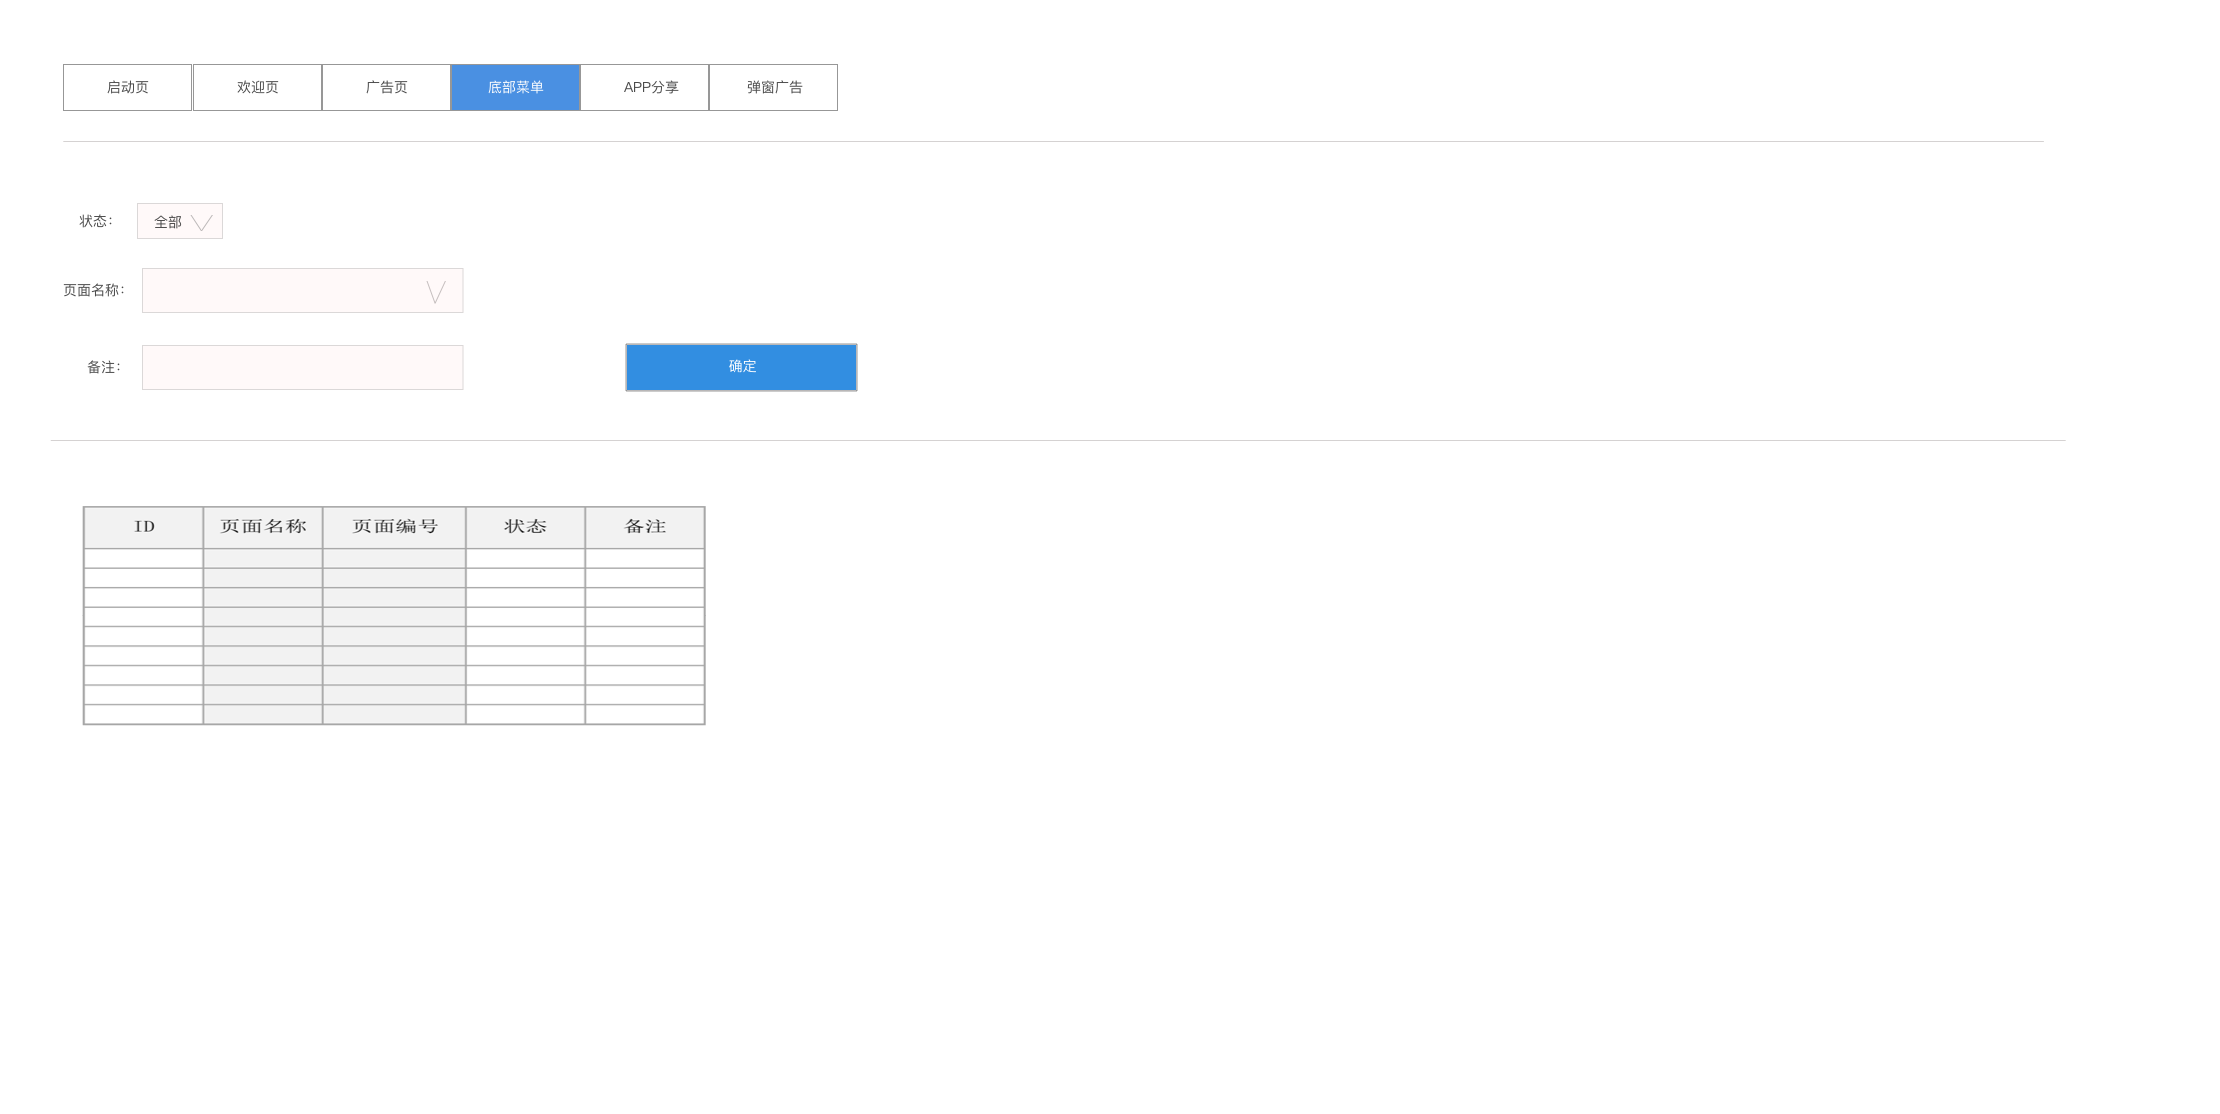 启动页 欢迎页 广告页 底部菜单 APP分享 弹窗广告
状态： 全部
页面名称：
备注： 确定
ID 页面名称 页面编号 状态 备注